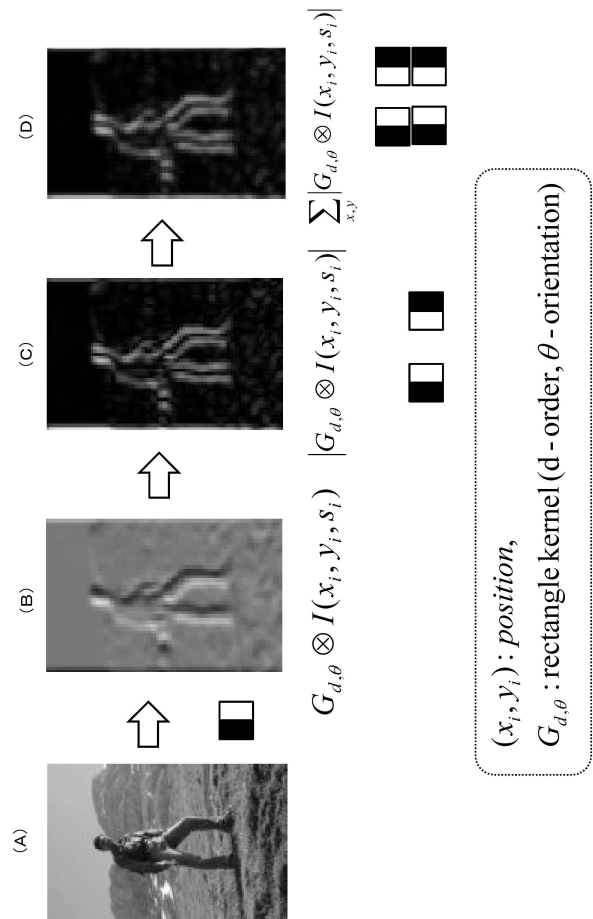 (A)
(B)
(C)
(D)
G_{d,θ} ⊗ I(x_i, y_i, s_i)
|G_{d,θ} ⊗ I(x_i, y_i, s_i)|
∑_{x,y} |G_{d,θ} ⊗ I(x_i, y_i, s_i)|
(x_i, y_i) : position,
G_{d,θ} : rectangle kernel (d - order, θ - orientation)